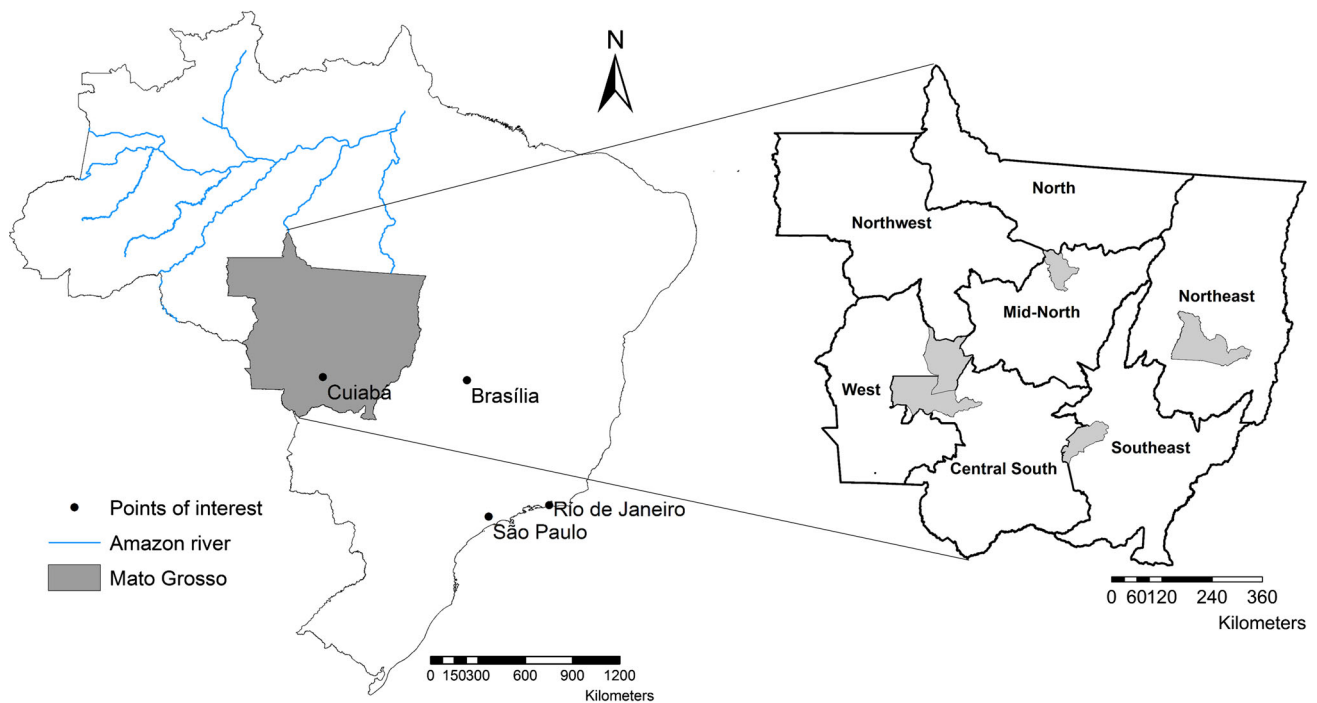 N
North
Northwest
Northeast
Mid-North
Cuiabá
Brasília
West
Southeast
Central South
Points of interest
Río de Janeiro
São Paulo
Amazon river
Mato Grosso
0 60120 240 360
Kilometers
0 150300 600 900 1200
Kilometers